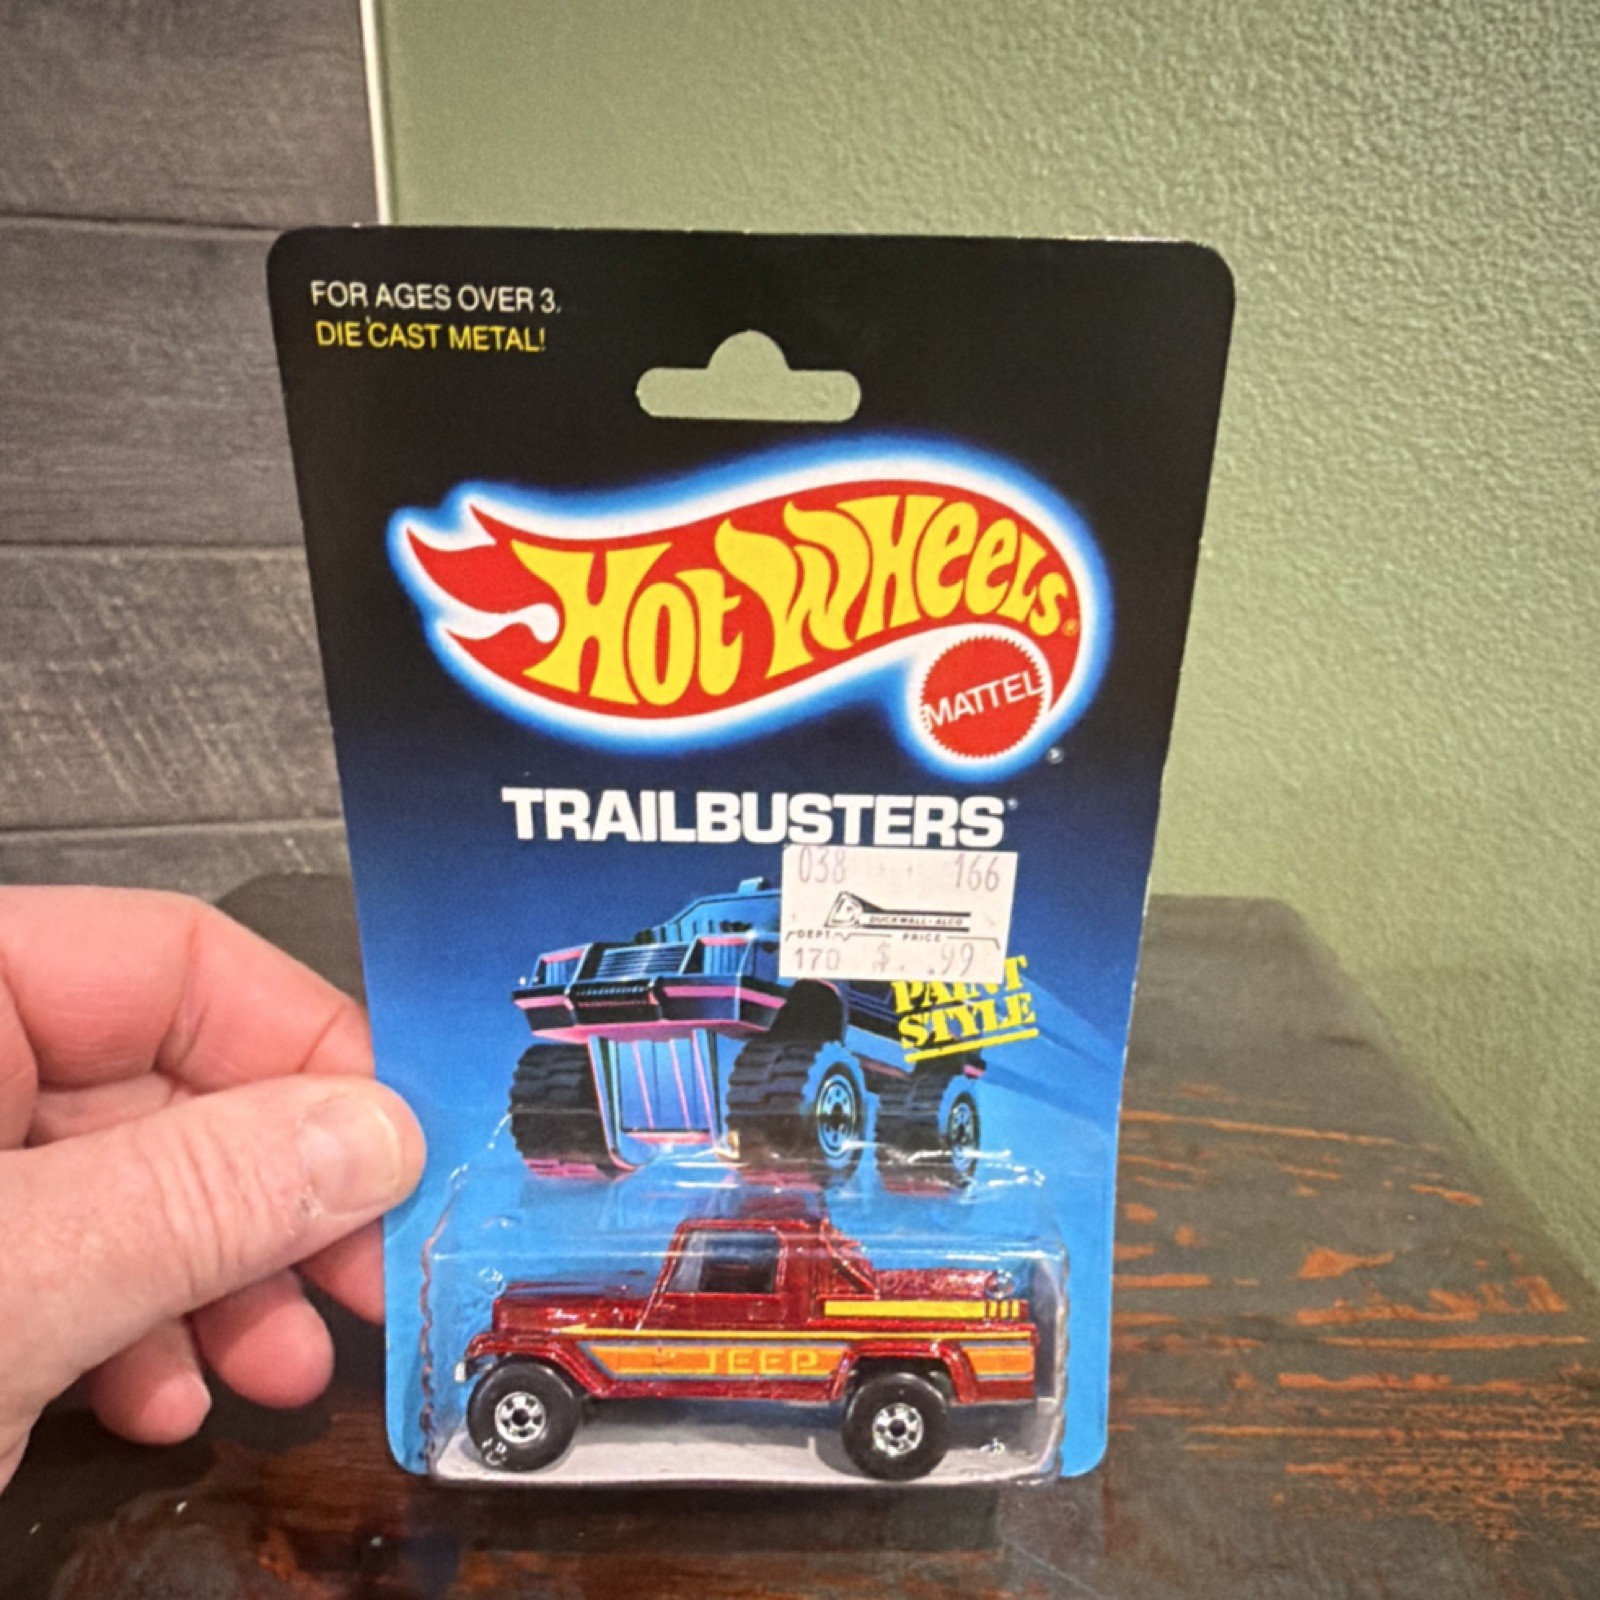 FOR AGES OVER 3.
DIE CAST METAL!
HOT WHEELS®
MATTEL
TRAILBUSTERS®
038 166
DUCKWALL-ALCO
DEPT. PRICE
170 $ .99
PAINT
STYLE
JEEP